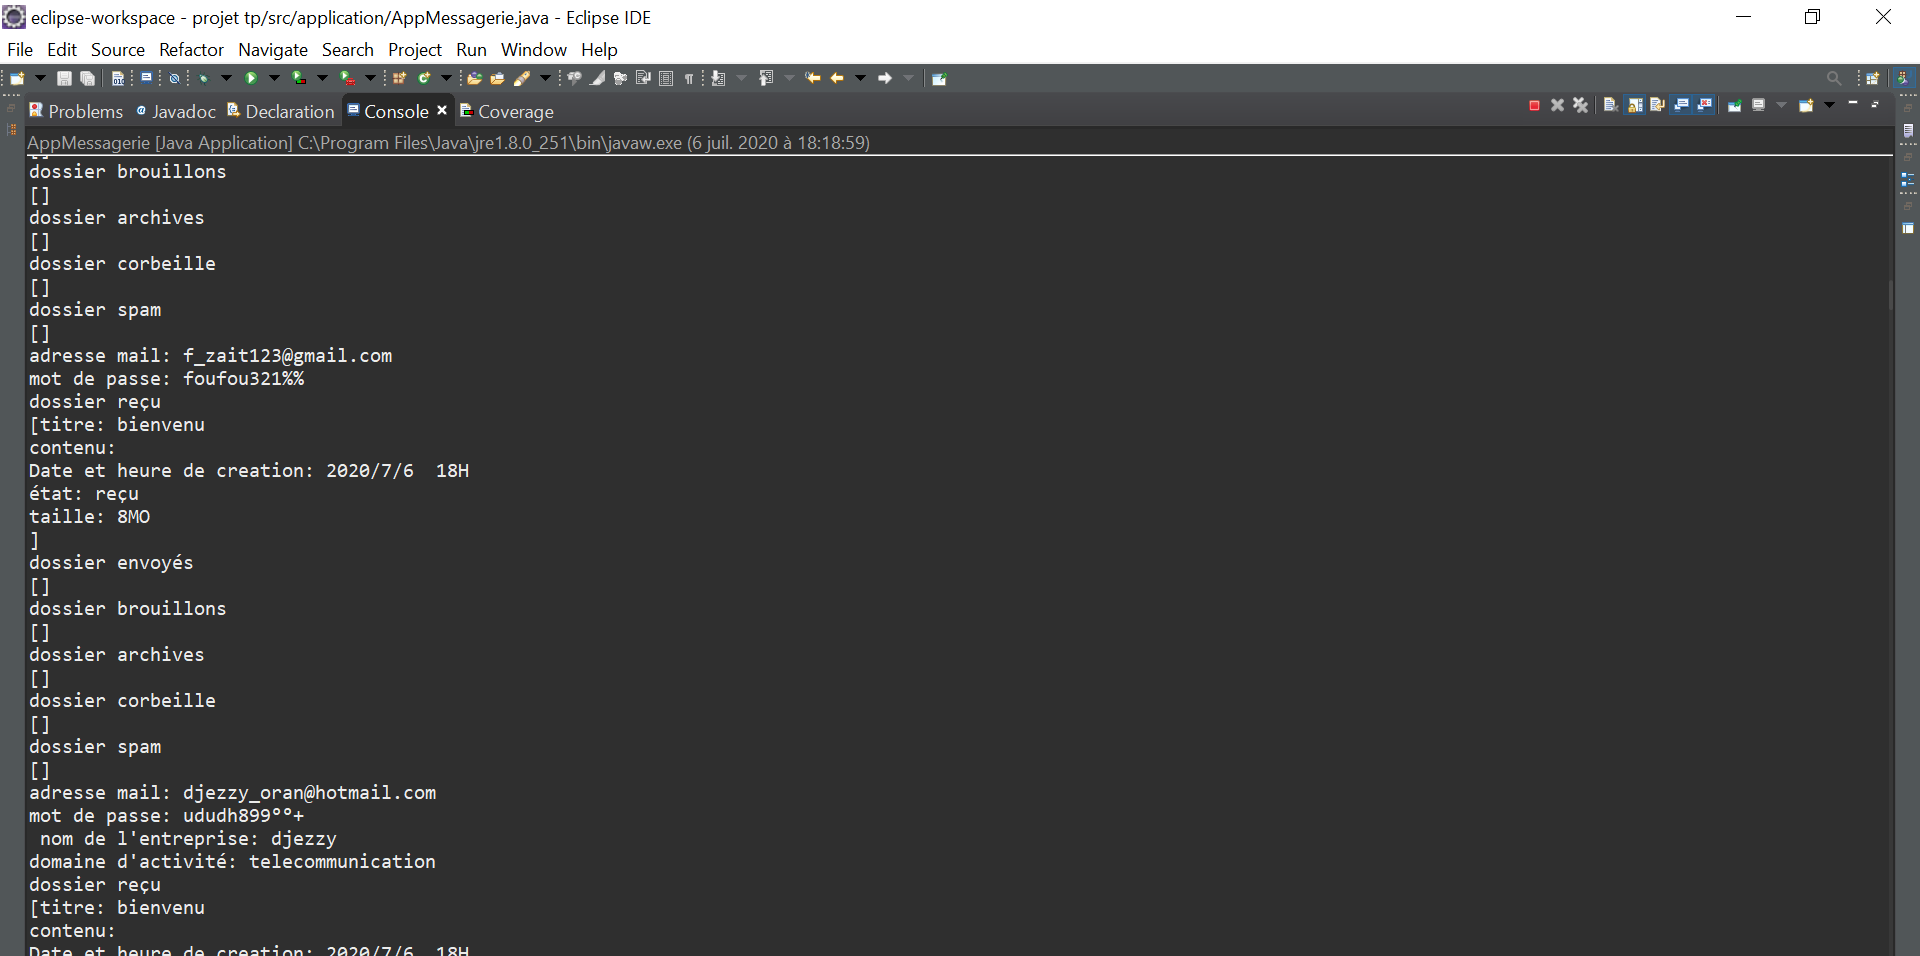 eclipse-workspace - projet tp/src/application/AppMessagerie.java - Eclipse IDE
File Edit Source Refactor Navigate Search Project Run Window Help
Problems @ Javadoc Declaration Console Coverage
AppMessagerie [Java Application] C:\Program Files\Java\jre1.8.0_251\bin\javaw.exe (6 juil. 2020 à 18:18:59)
dossier brouillons
[]
dossier archives
[]
dossier corbeille
[]
dossier spam
[]
adresse mail: f_zait123@gmail.com
mot de passe: foufou321%%
dossier reçu
[titre: bienvenu
contenu:
Date et heure de creation: 2020/7/6  18H
état: reçu
taille: 8MO
]
dossier envoyés
[]
dossier brouillons
[]
dossier archives
[]
dossier corbeille
[]
dossier spam
[]
adresse mail: djezzy_oran@hotmail.com
mot de passe: ududh899°°+
nom de l'entreprise: djezzy
domaine d'activité: telecommunication
dossier reçu
[titre: bienvenu
contenu:
Date et heure de creation: 2020/7/6  18H